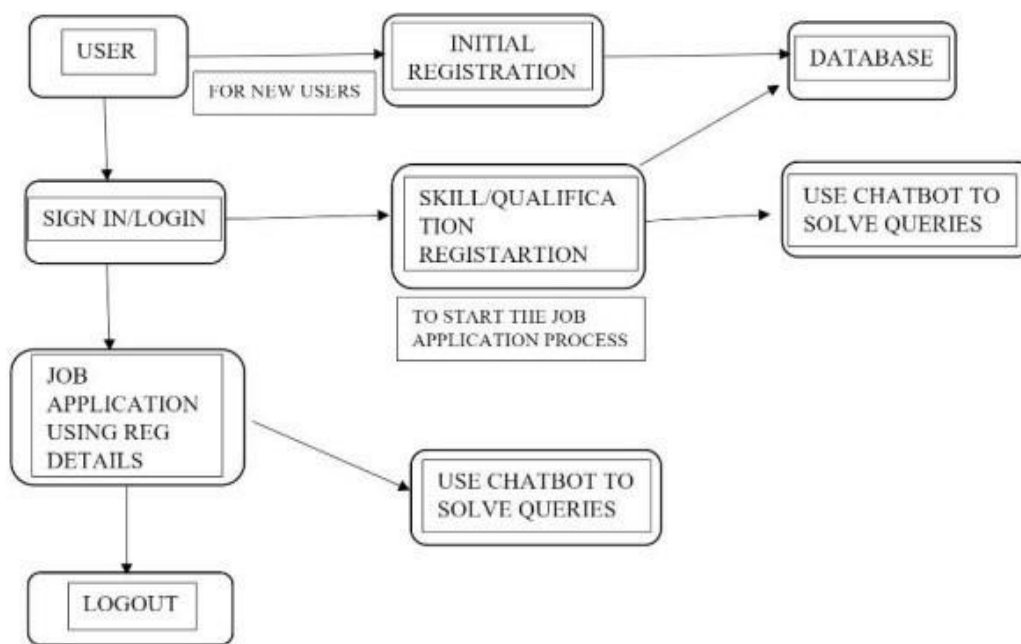 USER
INITIAL
REGISTRATION
DATABASE
FOR NEW USERS
SIGN IN/LOGIN
SKILL/QUALIFICA
TION
REGISTARTION
USE CHATBOT TO
SOLVE QUERIES
TO START THE JOB
APPLICATION PROCESS
JOB
APPLICATION
USING REG
DETAILS
USE CHATBOT TO
SOLVE QUERIES
LOGOUT